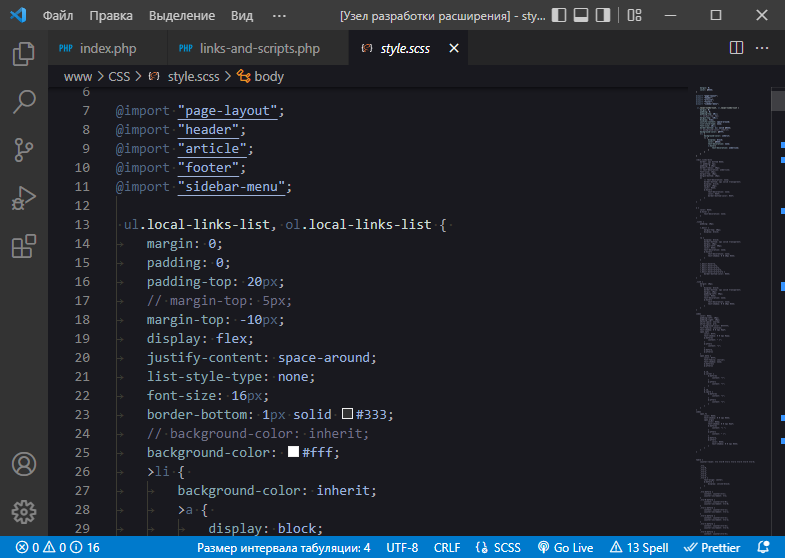 Файл Правка Выделение Вид ··· [Узел разработки расширения] - sty...
PHP index.php PHP links-and-scripts.php style.scss
www > CSS > style.scss > body
6
7 @import "page-layout";
8 @import "header";
9 @import "article";
10 @import "footer";
11 @import "sidebar-menu";
12
13 ul.local-links-list, ol.local-links-list {
14 margin: 0;
15 padding: 0;
16 padding-top: 20px;
17 // margin-top: 5px;
18 margin-top: -10px;
19 display: flex;
20 justify-content: space-around;
21 list-style-type: none;
22 font-size: 16px;
23 border-bottom: 1px solid #333;
24 // background-color: inherit;
25 background-color: #fff;
26 >li {
27 background-color: inherit;
28 >a {
29 display: block;
0 0 16 Размер интервала табуляции: 4 UTF-8 CRLF {} SCSS Go Live 13 Spell Prettier